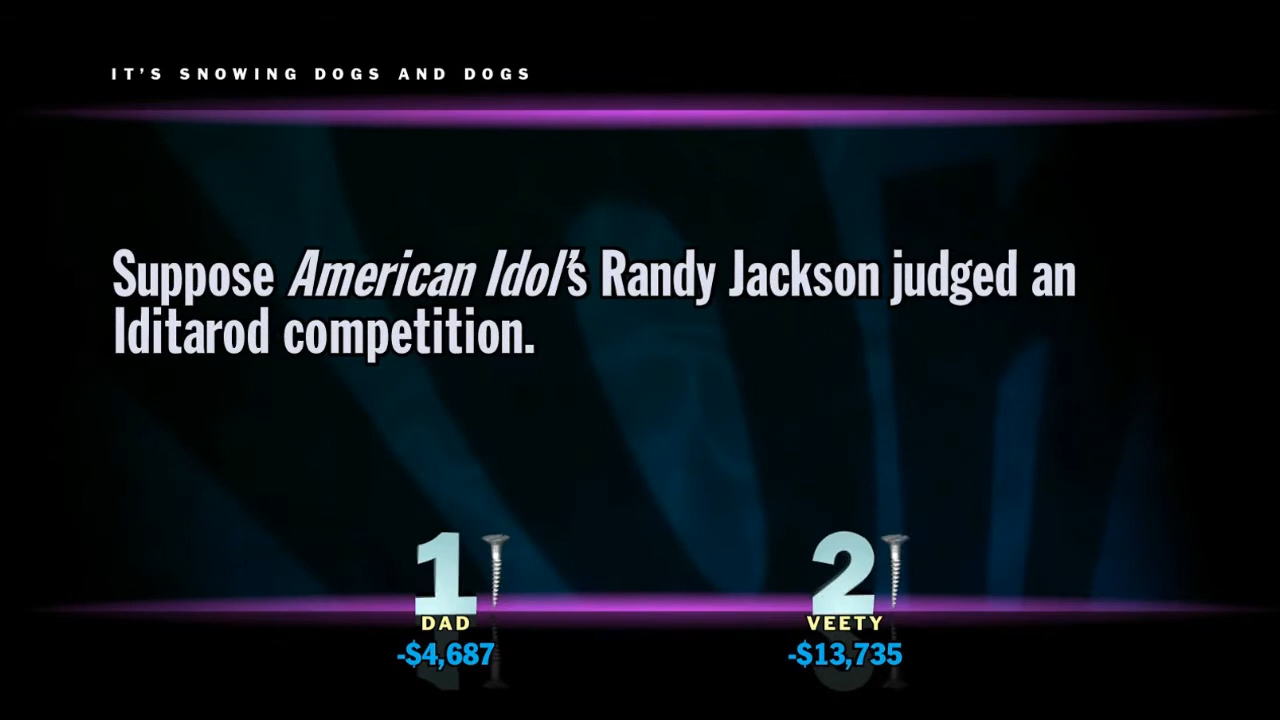 IT'S SNOWING DOGS AND DOGS
Suppose American Idol's Randy Jackson judged an
Iditarod competition.
1 2
DAD VEETY
-$4,687 -$13,735